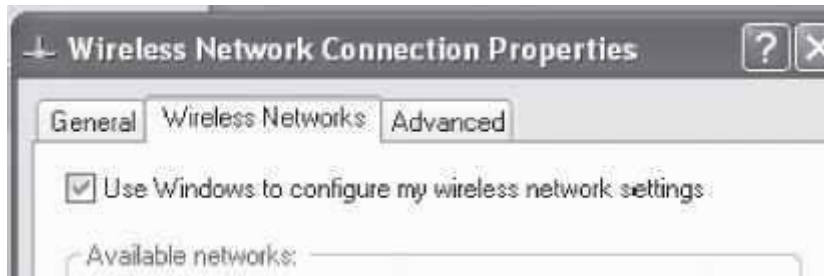 Wireless Network Connection Properties
General Wireless Networks Advanced
Use Windows to configure my wireless network settings
Available networks: